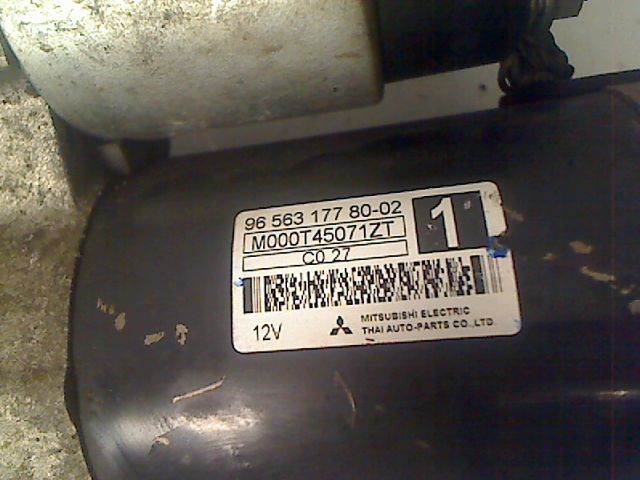 96 563 177 80-02
1
M000T45071ZT
C0 27
12V
MITSUBISHI ELECTRIC
THAI AUTO-PARTS CO.,LTD.